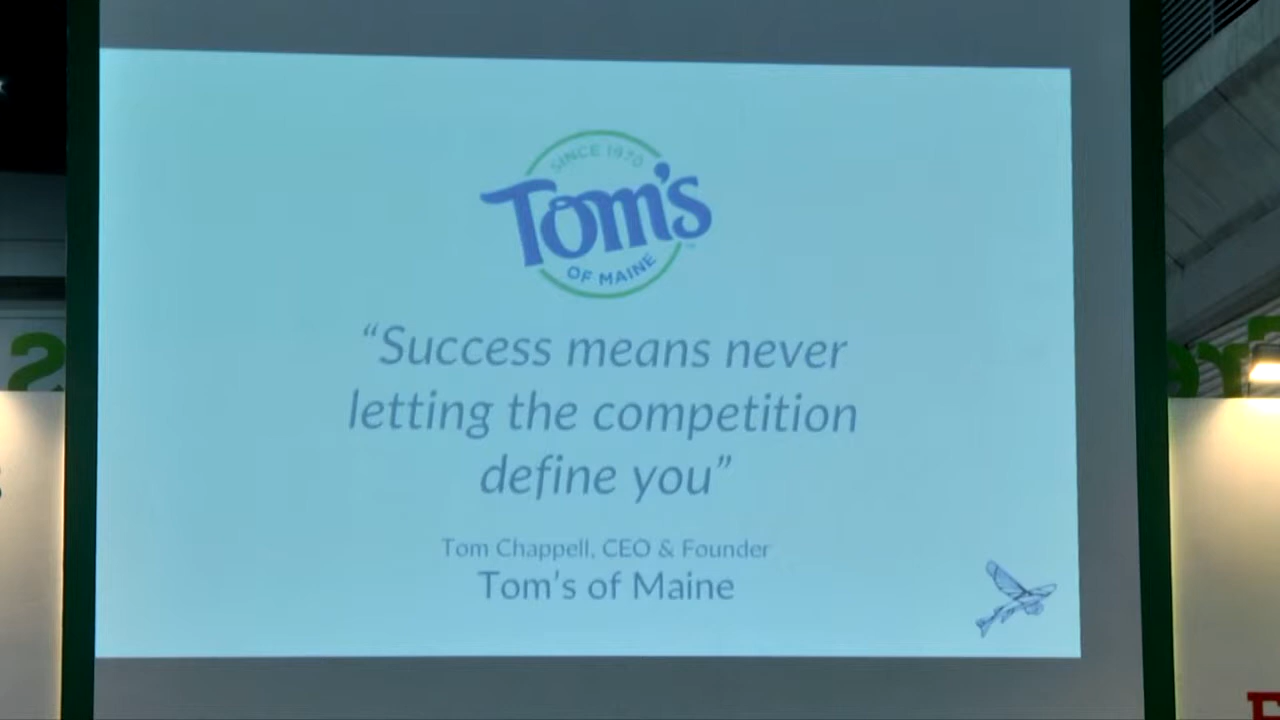 SINCE 1970
Tom's
OF MAINE
“Success means never
letting the competition
define you”
Tom Chappell, CEO & Founder
Tom's of Maine